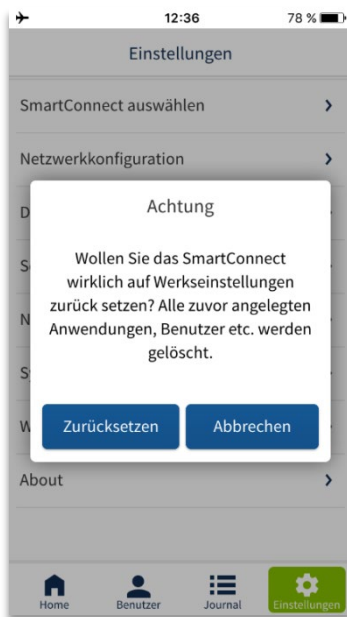 12:36
78 %
Einstellungen
SmartConnect auswählen
Netzwerkkonfiguration
D
S
N
S
W
Achtung
Wollen Sie das SmartConnect
wirklich auf Werkseinstellungen
zurück setzen? Alle zuvor angelegten
Anwendungen, Benutzer etc. werden
gelöscht.
Zurücksetzen
Abbrechen
About
Home
Benutzer
Journal
Einstellungen